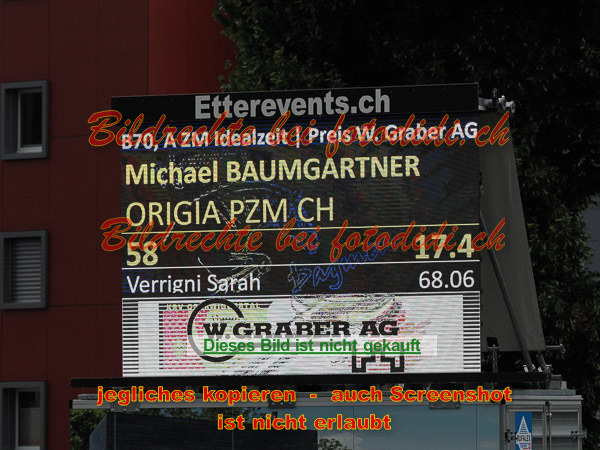 Etterevents.ch
Bildrechte bei fotodidi.ch
B70, A ZM Idealzeit | Preis W. Graber AG
Michael BAUMGARTNER
ORIGIA PZM CH
Bildrechte bei fotodidi.ch
58 17.4
Verrigni Sarah 68.06
W. GRABER AG
Dieses Bild ist nicht gekauft
jegliches kopieren - auch Screenshot
ist nicht erlaubt